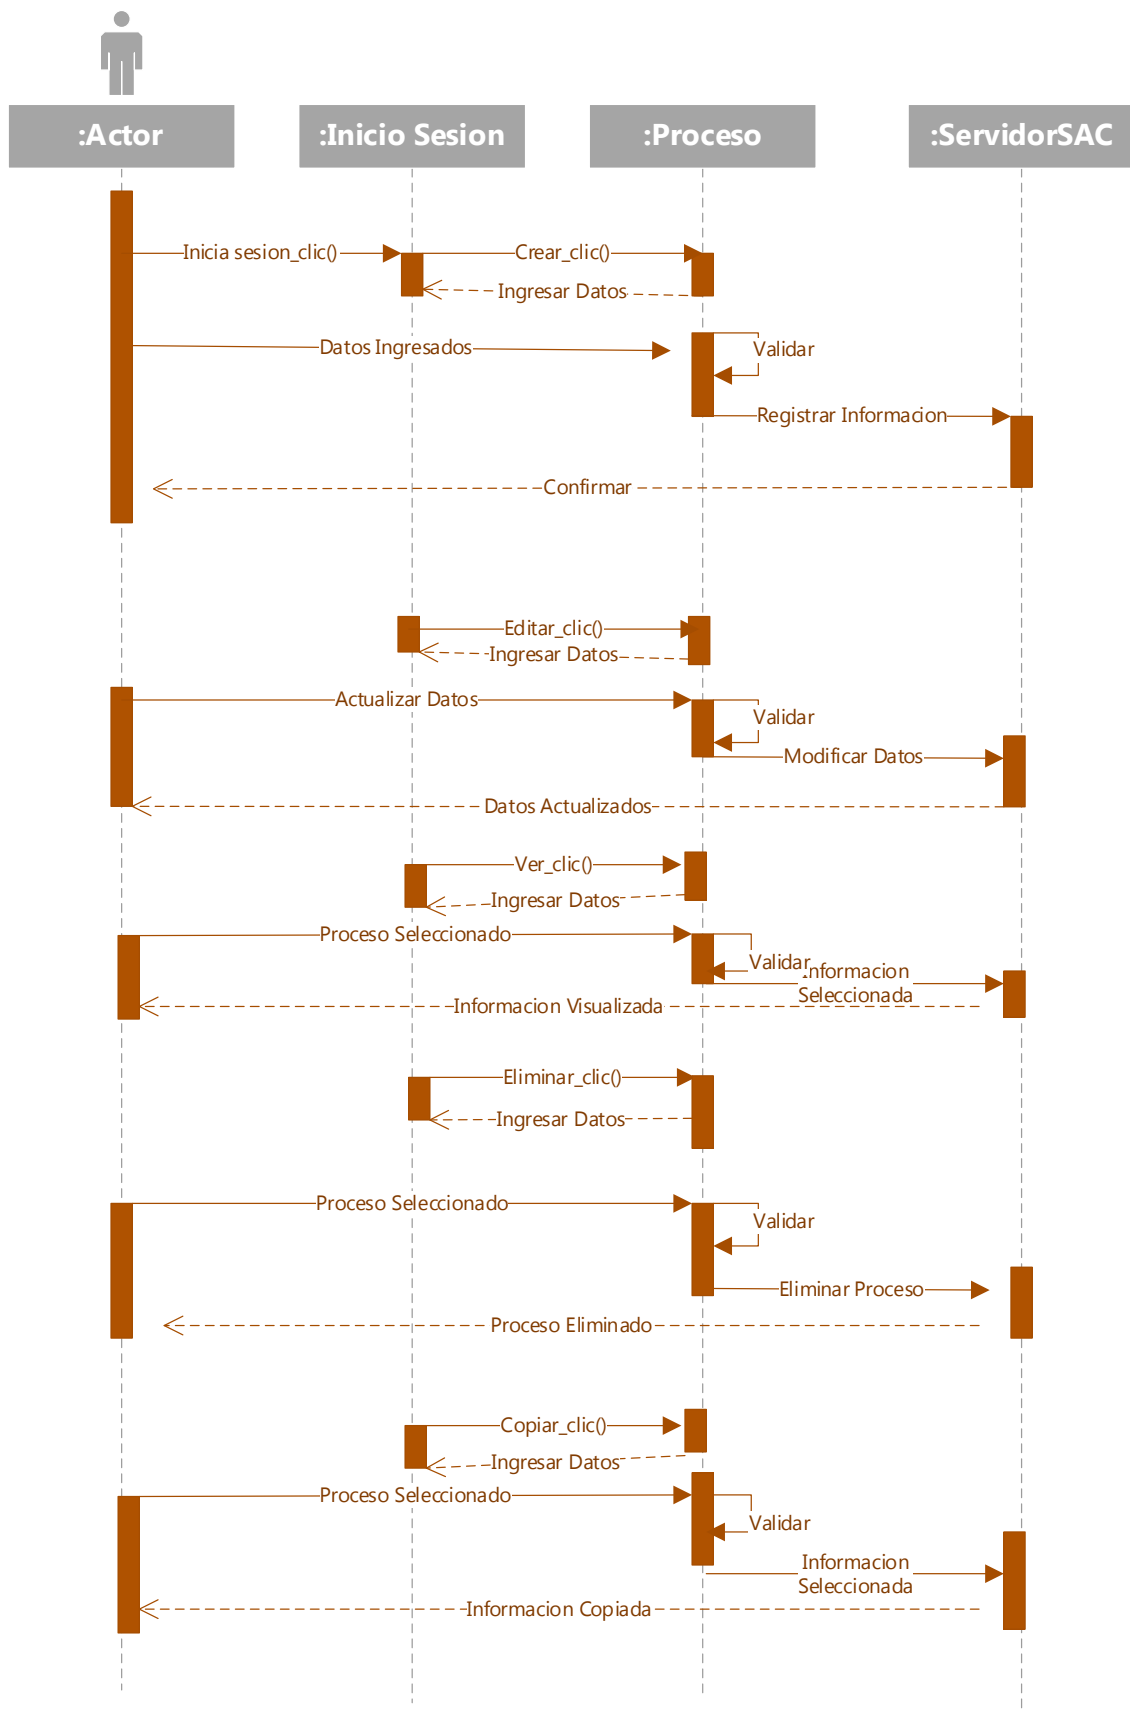 :Actor
:Inicio Sesion
:Proceso
:ServidorSAC
Inicia sesion_clic()
Crear_clic()
Ingresar Datos
Datos Ingresados
Validar
Registrar Informacion
Confirmar
Editar_clic()
Ingresar Datos
Actualizar Datos
Validar
Modificar Datos
Datos Actualizados
Ver_clic()
Ingresar Datos
Proceso Seleccionado
Validar
Informacion
Seleccionada
Informacion Visualizada
Eliminar_clic()
Ingresar Datos
Proceso Seleccionado
Validar
Eliminar Proceso
Proceso Eliminado
Copiar_clic()
Ingresar Datos
Proceso Seleccionado
Validar
Informacion
Seleccionada
Informacion Copiada